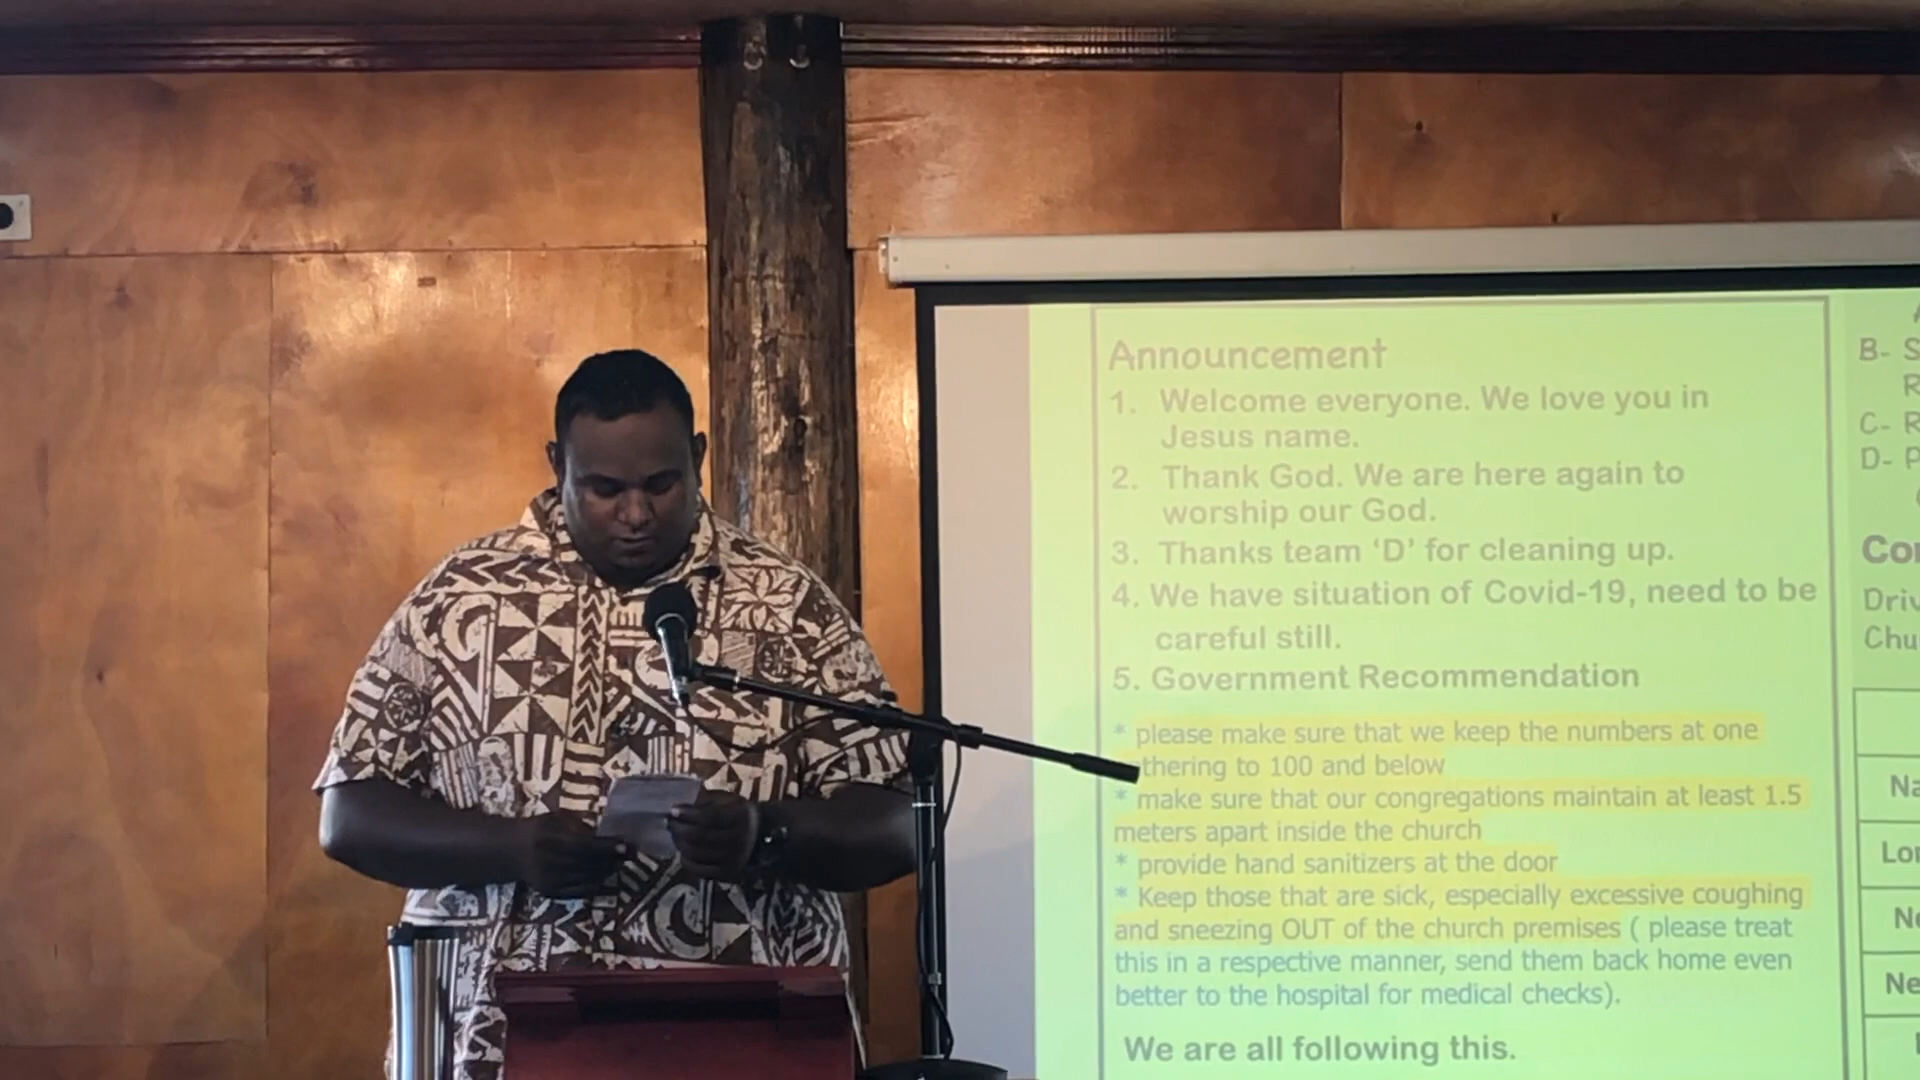 Announcement
1. Welcome everyone. We love you in
Jesus name.
2. Thank God. We are here again to
worship our God.
3. Thanks team ‘D’ for cleaning up.
4. We have situation of Covid-19, need to be
careful still.
5. Government Recommendation
* please make sure that we keep the numbers at one
thering to 100 and below
* make sure that our congregations maintain at least 1.5
meters apart inside the church
* provide hand sanitizers at the door
* Keep those that are sick, especially excessive coughing
and sneezing OUT of the church premises ( please treat
this in a respective manner, send them back home even
better to the hospital for medical checks).
We are all following this.
B- S
R
C- R
D- P